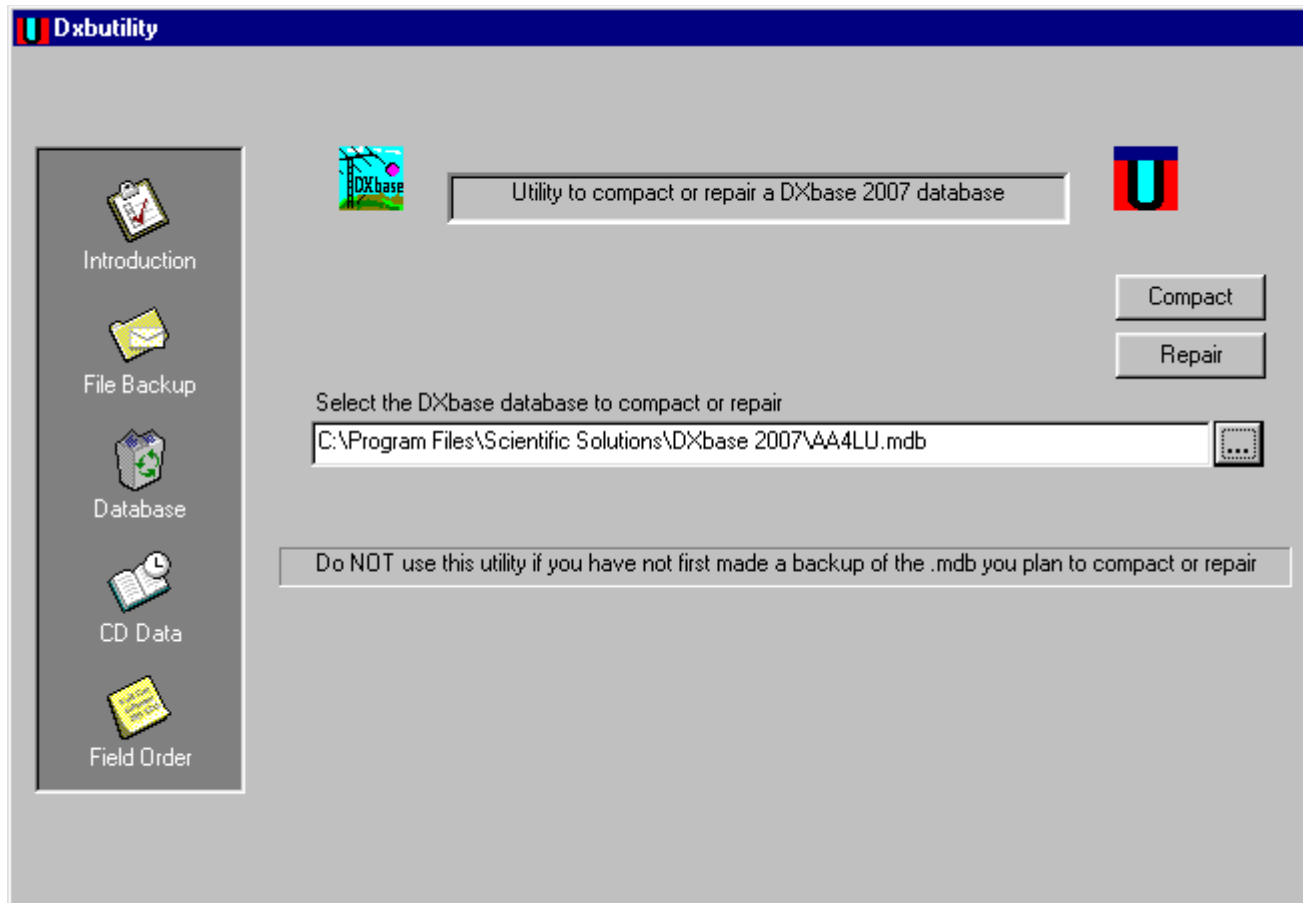 U Dxbutility
DXbase
Utility to compact or repair a DXbase 2007 database
U
Introduction
File Backup
Database
CD Data
Field Order
Compact
Repair
Select the DXbase database to compact or repair
C:\Program Files\Scientific Solutions\DXbase 2007\AA4LU.mdb
...
Do NOT use this utility if you have not first made a backup of the .mdb you plan to compact or repair